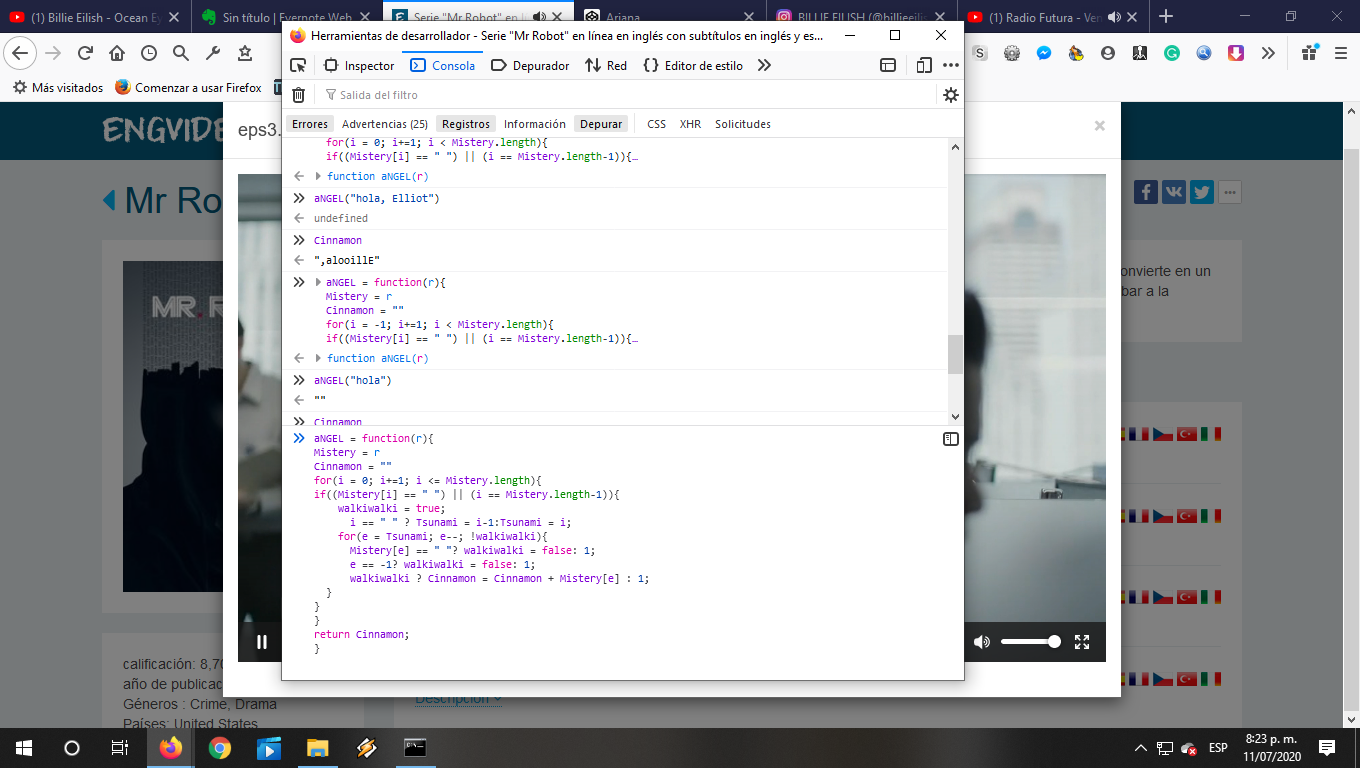 (1) Billie Eilish - Ocean Ey
Sin título | Evernote Web
Serie "Mr Robot" en lí
Ariana
BILLIE EILISH (@billieeilis
(1) Radio Futura - Ven
Herramientas de desarrollador - Serie "Mr Robot" en línea en inglés con subtítulos en inglés y es...
Inspector
Consola
Depurador
Red
Editor de estilo
Más visitados
Comenzar a usar Firefox
Salida del filtro
Errores
Advertencias (25)
Registros
Información
Depurar
CSS
XHR
Solicitudes
ENGVIDE
eps3.
Mr Ro
MR. R
onvierte en un
bar a la
for(i = 0; i+=1; i < Mistery.length){
if((Mistery[i] == " ") || (i == Mistery.length-1)){…
function aNGEL(r)
aNGEL("hola, Elliot")
undefined
Cinnamon
",alooillE"
aNGEL = function(r){
Mistery = r
Cinnamon = ""
for(i = -1; i+=1; i < Mistery.length){
if((Mistery[i] == " ") || (i == Mistery.length-1)){…
function aNGEL(r)
aNGEL("hola")
""
Cinnamon
aNGEL = function(r){
Mistery = r
Cinnamon = ""
for(i = 0; i+=1; i <= Mistery.length){
if((Mistery[i] == " ") || (i == Mistery.length-1)){
walkiwalki = true;
i == " " ? Tsunami = i-1:Tsunami = i;
for(e = Tsunami; e--; !walkiwalki){
Mistery[e] == " "? walkiwalki = false: 1;
e == -1? walkiwalki = false: 1;
walkiwalki ? Cinnamon = Cinnamon + Mistery[e] : 1;
}
}
}
return Cinnamon;
}
calificación: 8,70
año de publicac
Géneros : Crime, Drama
Países: United States
Descripción
ESP
8:23 p. m.
11/07/2020